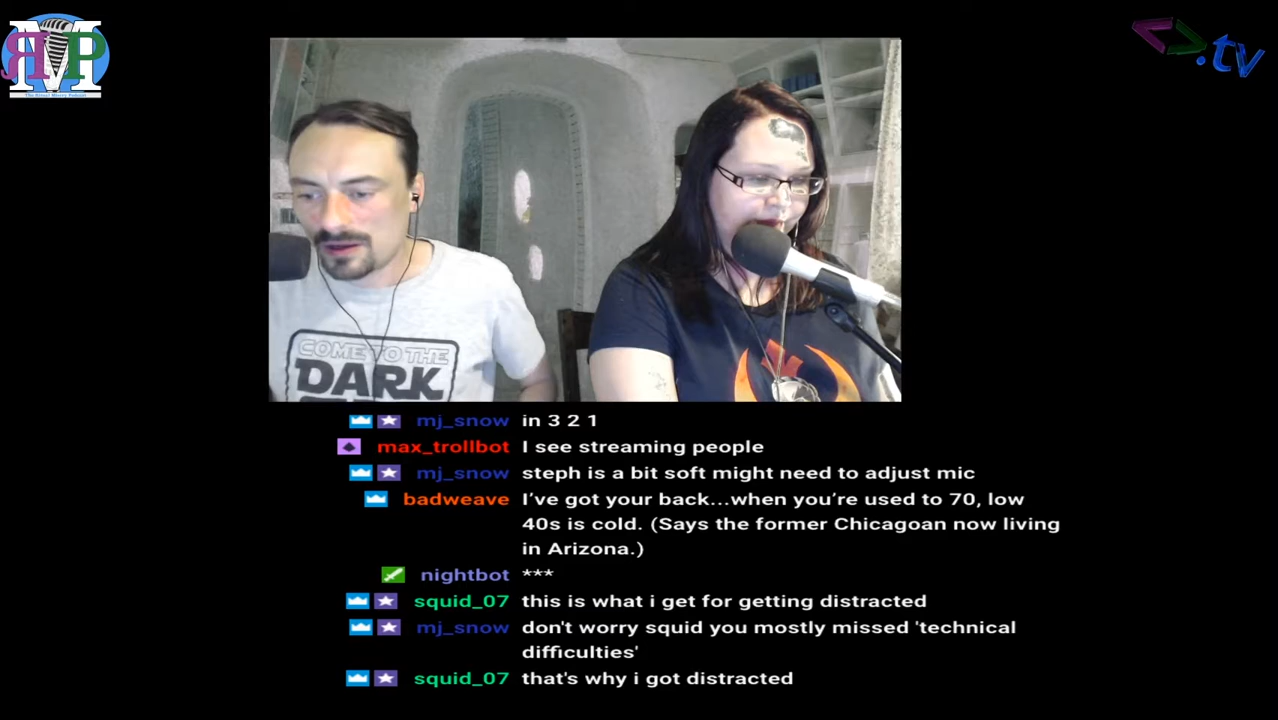 RMP
.tv
COME TO THE
DARK
mj_snow in 3 2 1
max_trollbot I see streaming people
mj_snow steph is a bit soft might need to adjust mic
badweave I've got your back...when you're used to 70, low
40s is cold. (Says the former Chicagoan now living
in Arizona.)
nightbot ***
squid_07 this is what i get for getting distracted
mj_snow don't worry squid you mostly missed 'technical
difficulties'
squid_07 that's why i got distracted